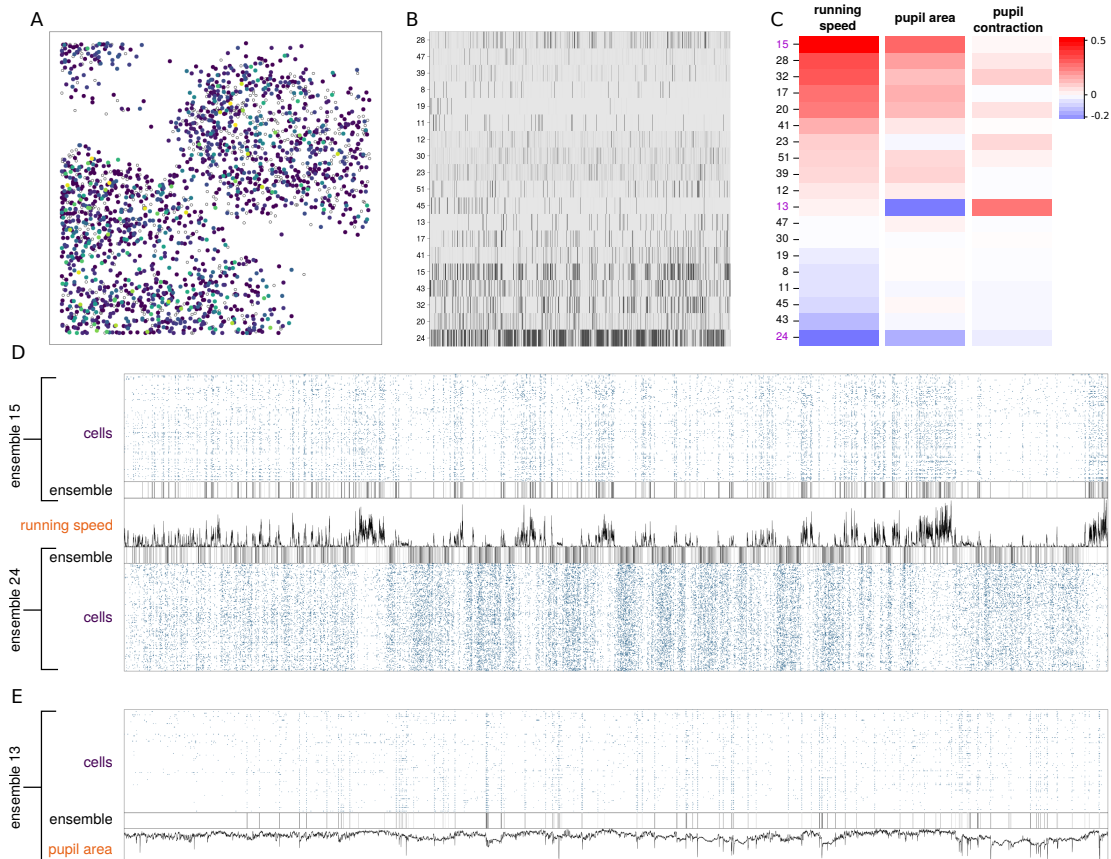 A
B
28
47
39
8
19
11
12
30
23
51
45
13
17
41
15
43
32
20
24
C
running
speed
pupil area
pupil
contraction
15
28
32
17
20
41
23
51
39
12
13
47
30
19
8
11
45
43
24
0.5
0
-0.2
D
ensemble 15
cells
ensemble
running speed
ensemble 24
ensemble
cells
E
ensemble 13
cells
ensemble
pupil area